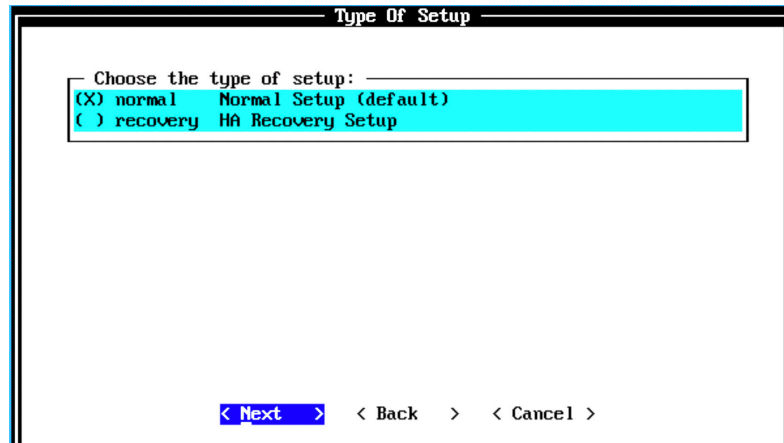 Type Of Setup
Choose the type of setup:
(X) normal Normal Setup (default)
( ) recovery HA Recovery Setup
< Next > < Back > < Cancel >